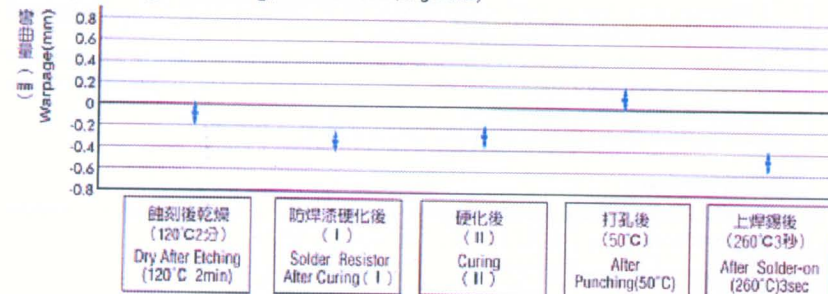 彎曲量（㎜）
Warpage(mm)
0.8
0.6
0.4
0.2
0
-0.2
-0.4
-0.6
-0.8
蝕刻後乾燥
(120℃2分)
Dry After Etching
(120℃ 2min)
防焊漆硬化後
(Ⅰ)
Solder Resistor
After Curing(Ⅰ)
硬化後
(Ⅱ)
Curing
(Ⅱ)
打孔後
(50℃)
After
Punching(50℃)
上焊錫後
(260℃3秒)
After Solder-on
(260℃)3sec